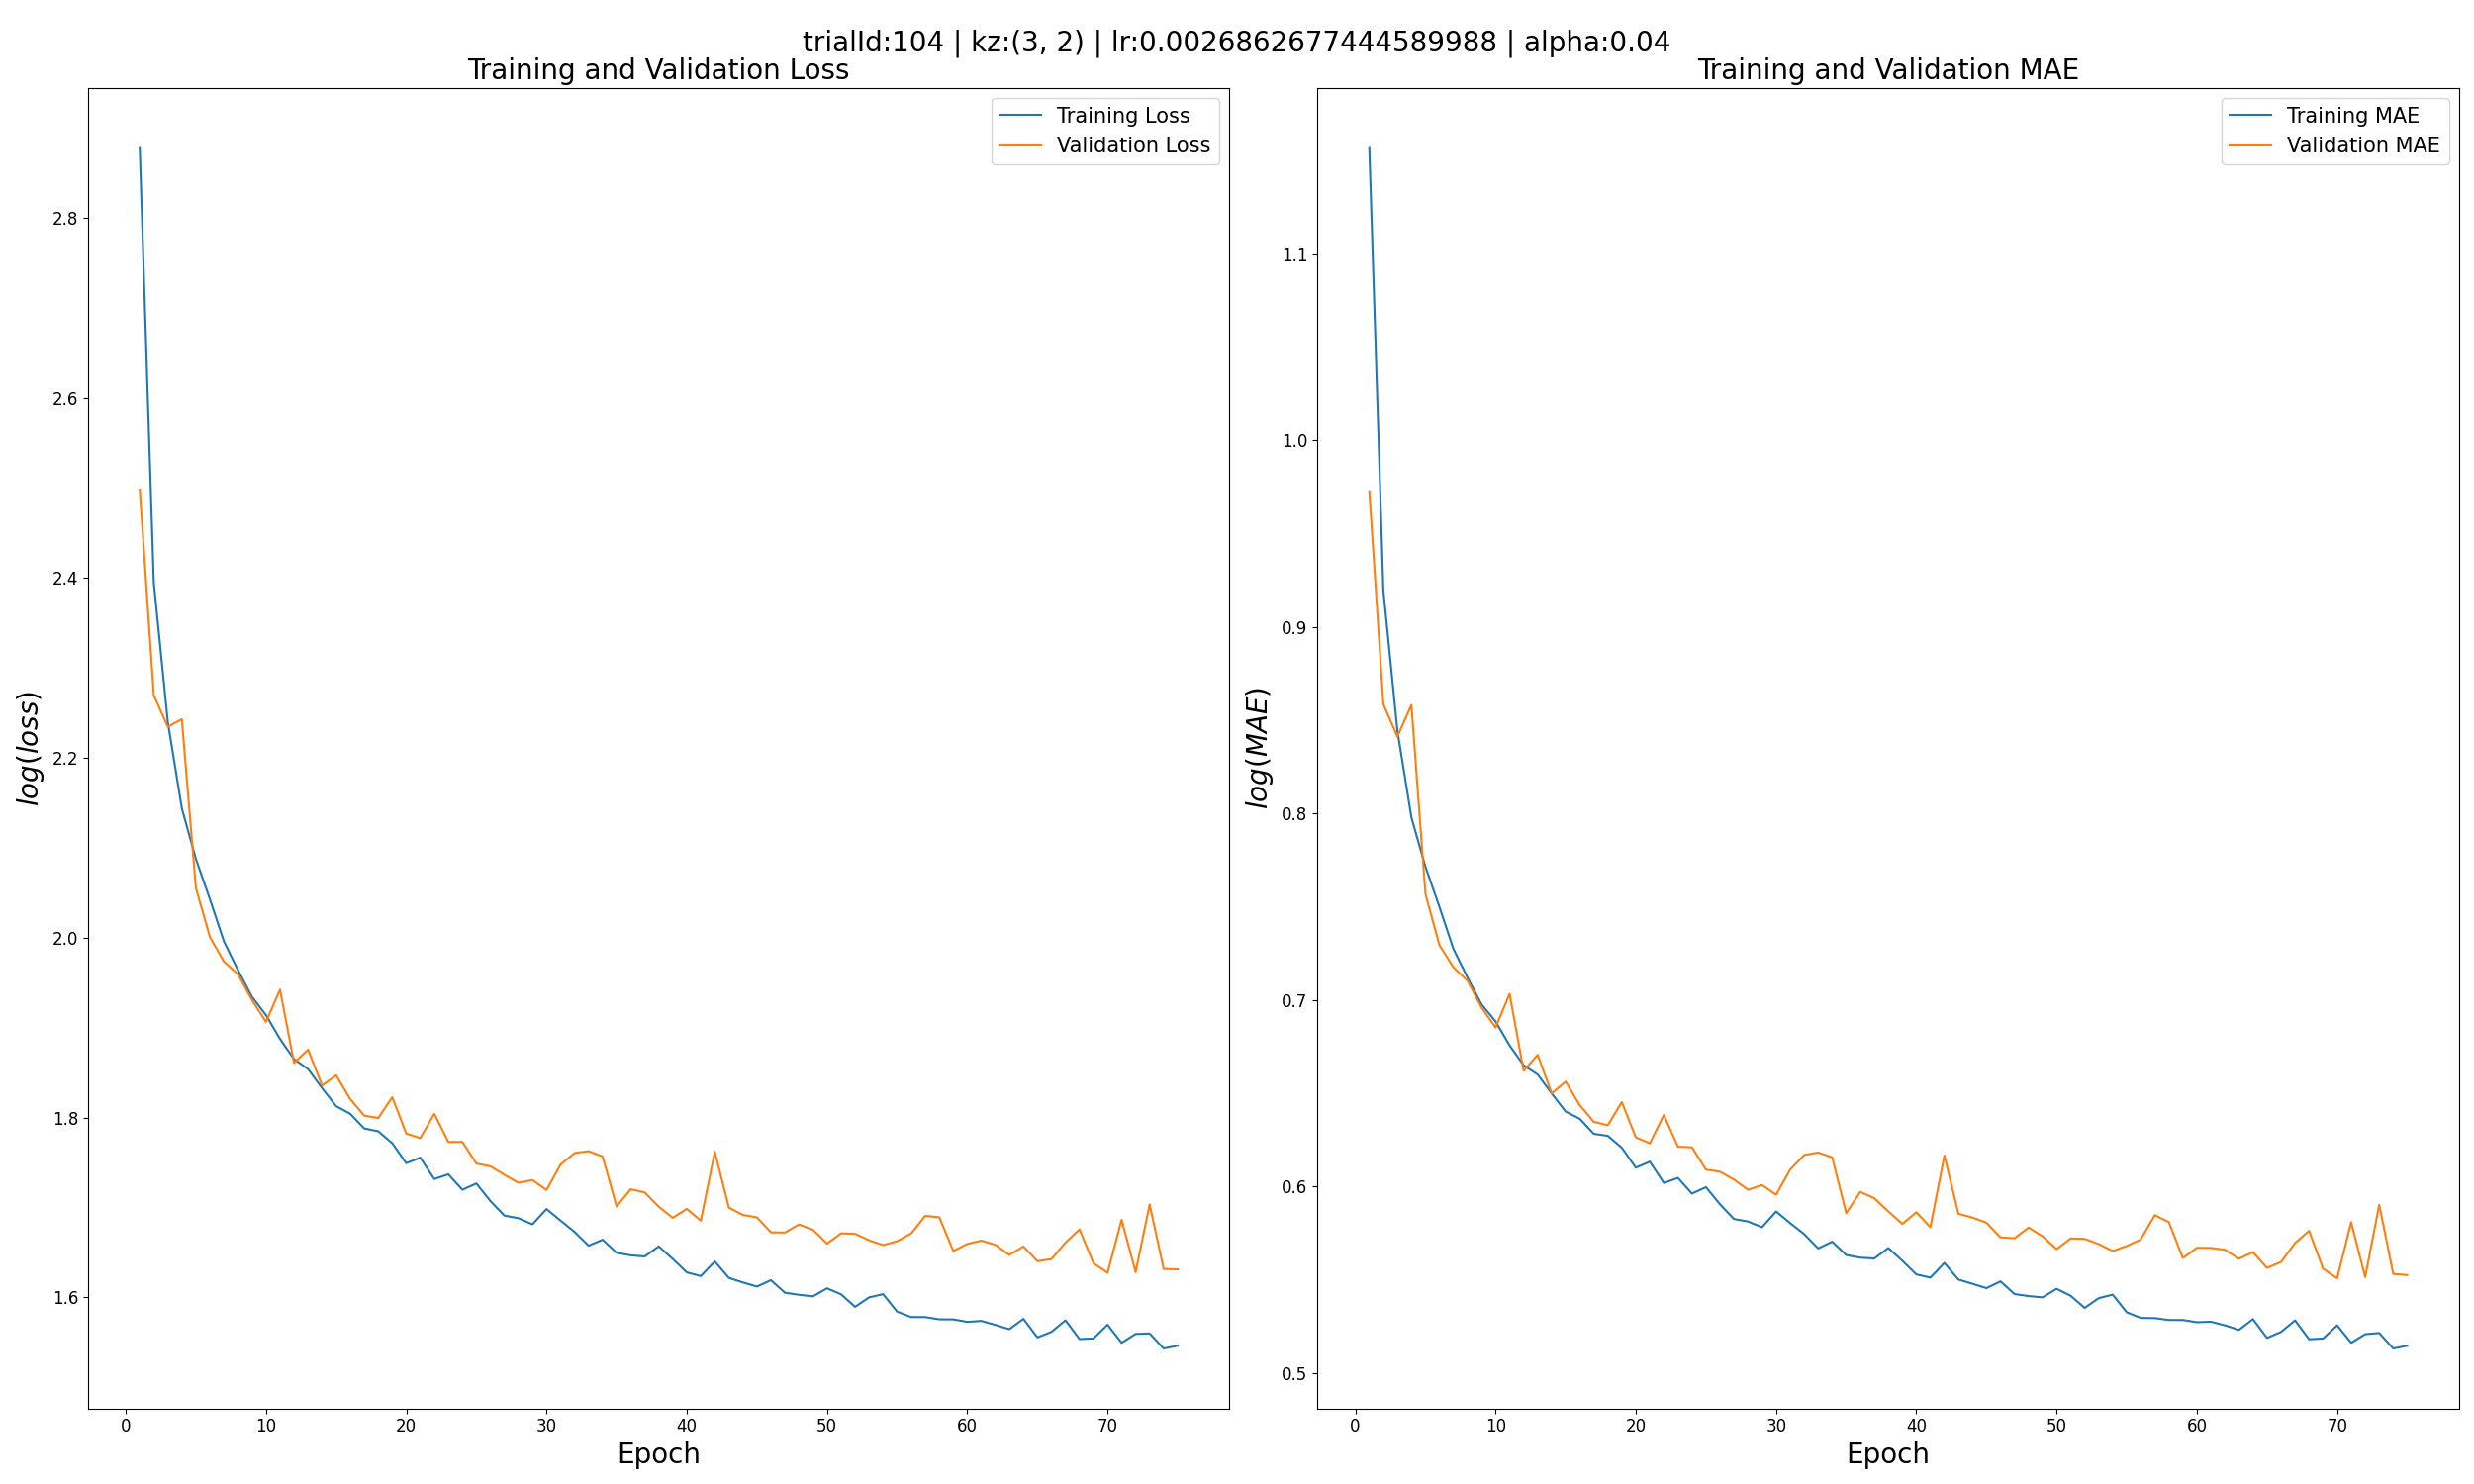 trialId:104 | kz:(3, 2) | lr:0.0026862677444589988 | alpha:0.04
Training and Validation Loss
Training Loss
Validation Loss
log(loss)
2.8
2.6
2.4
2.2
2.0
1.8
1.6
0 10 20 30 40 50 60 70
Epoch
Training and Validation MAE
Training MAE
Validation MAE
log(MAE)
1.1
1.0
0.9
0.8
0.7
0.6
0.5
0 10 20 30 40 50 60 70
Epoch